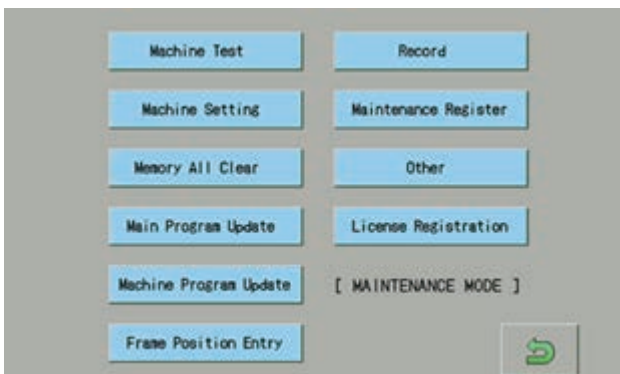 Machine Test
Record
Machine Setting
Maintenance Register
Memory All Clear
Other
Main Program Update
License Registration
Machine Program Update
[ MAINTENANCE MODE ]
Frame Position Entry